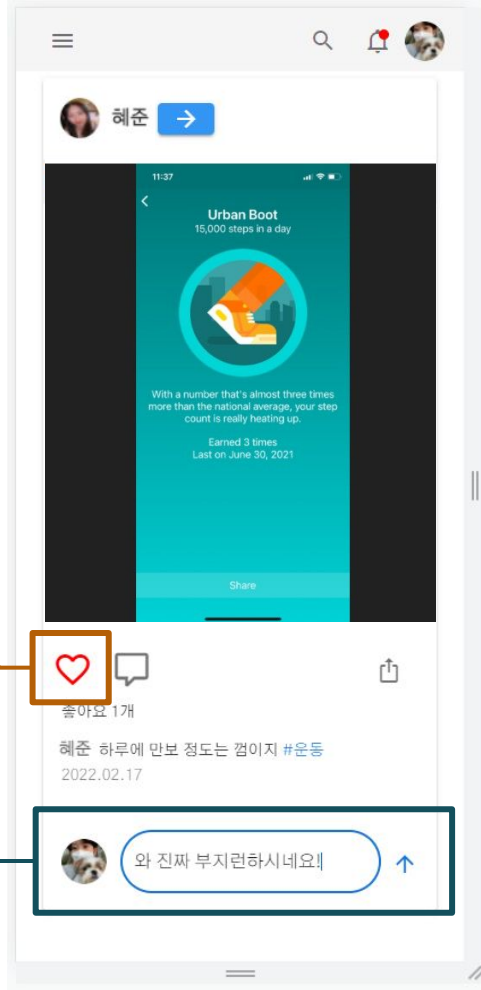 혜준
11:37
Urban Boot
15,000 steps in a day
With a number that's almost three times
more than the national average, your step
count is really heating up.
Earned 3 times
Last on June 30, 2021
Share
좋아요 1개
혜준 하루에 만보 정도는 껌이지 #운동
2022.02.17
와 진짜 부지런하시네요!